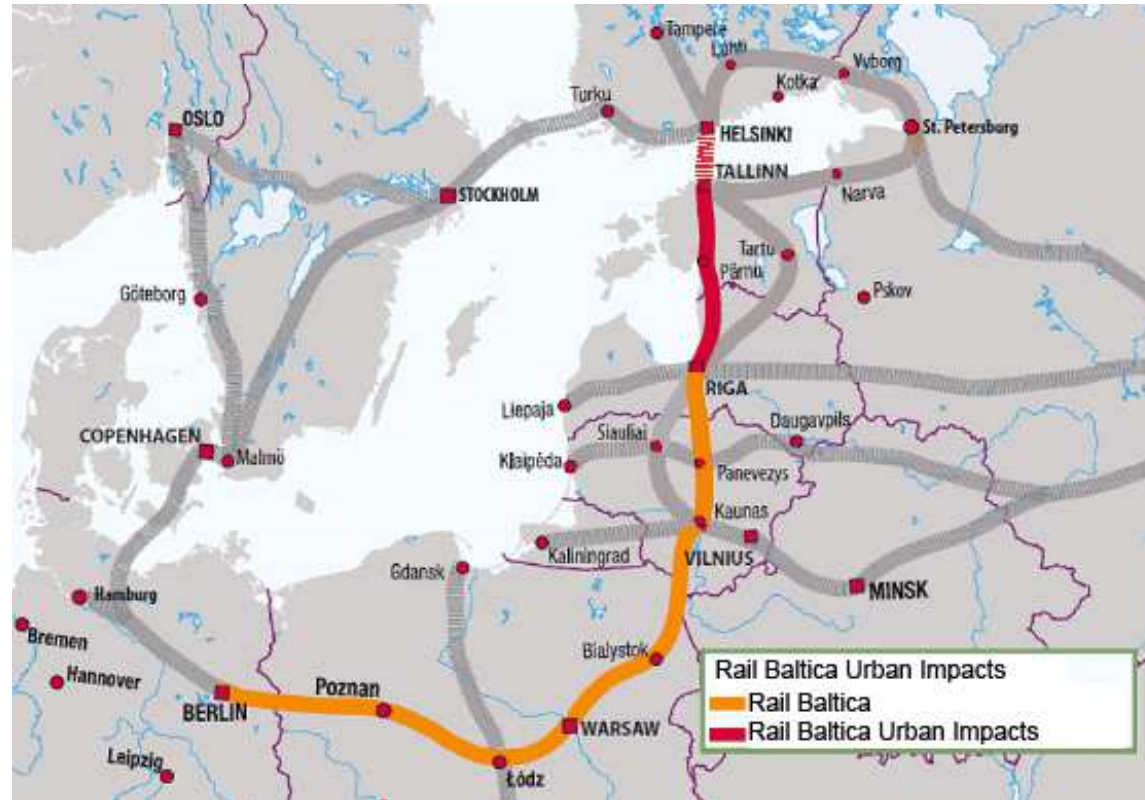 Tampere
Lahti
Vyborg
Kotka
Turku
OSLO
HELSINKI
St. Petersburg
TALLINN
STOCKHOLM
Narva
Tartu
Pärnu
Göteborg
Pskov
RIGA
Liepaja
Daugavpils
Siauliai
COPENHAGEN
Malmö
Klaipėda
Panevezys
Kaunas
Kaliningrad
VILNIUS
Gdansk
MINSK
Hamburg
Bremen
Bialystok
Hannover
Poznan
BERLIN
WARSAW
Leipzig
Łódz
Rail Baltica Urban Impacts
Rail Baltica
Rail Baltica Urban Impacts